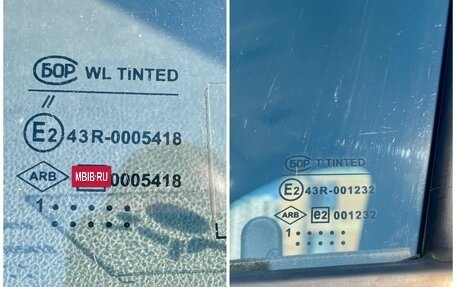 БОР WL TINTED
//
E2 43R-0005418
ARB MBIB.RU 0005418
1
БОР T TINTED
E2 43R-001232
ARB e2 001232
1